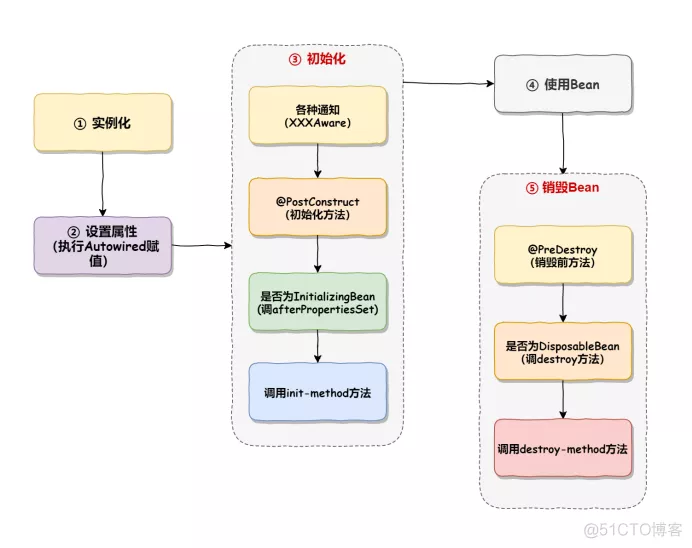 ① 实例化
② 设置属性
(执行Autowired赋
值)
③ 初始化
各种通知
(XXXAware)
@PostConstruct
(初始化方法)
是否为InitializingBean
(调afterPropertiesSet)
调用init-method方法
④ 使用Bean
⑤ 销毁Bean
@PreDestroy
(销毁前方法)
是否为DisposableBean
(调destroy方法)
调用destroy-method方法
@51CTO博客